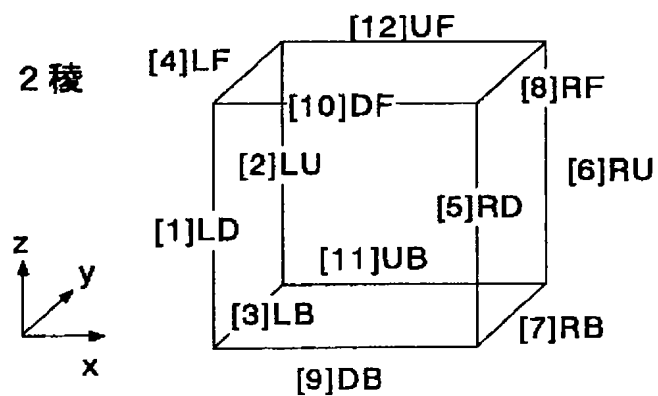 [12]UF
[4]LF
2 稜
[8]RF
[10]DF
[2]LU
[6]RU
[5]RD
[1]LD
z
y
[11]UB
[3]LB
[7]RB
x
[9]DB